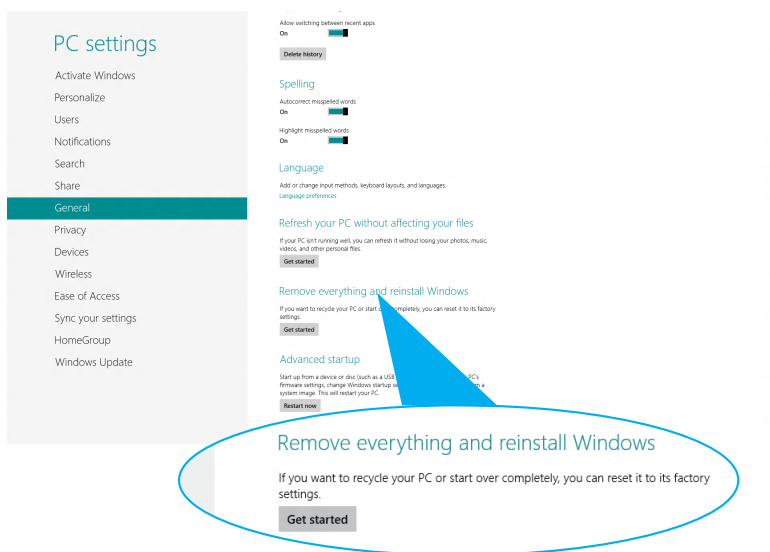 PC settings
Activate Windows
Personalize
Users
Notifications
Search
Share
General
Privacy
Devices
Wireless
Ease of Access
Sync your settings
HomeGroup
Windows Update
Allow switching between recent apps
On
Delete history
Spelling
Autocorrect misspelled words
On
Highlight misspelled words
On
Language
Add or change input methods, keyboard layouts, and languages.
Language preferences
Refresh your PC without affecting your files
If your PC isn't running well, you can refresh it without losing your photos, music,
videos, and other personal files.
Get started
Remove everything and reinstall Windows
If you want to recycle your PC or start completely, you can reset it to its factory
settings.
Get started
Advanced startup
Start up from a device or disc (such as a USB PC's
firmware settings, change Windows startup a
system image. This will restart your PC.
Restart now
Remove everything and reinstall Windows
If you want to recycle your PC or start over completely, you can reset it to its factory
settings.
Get started